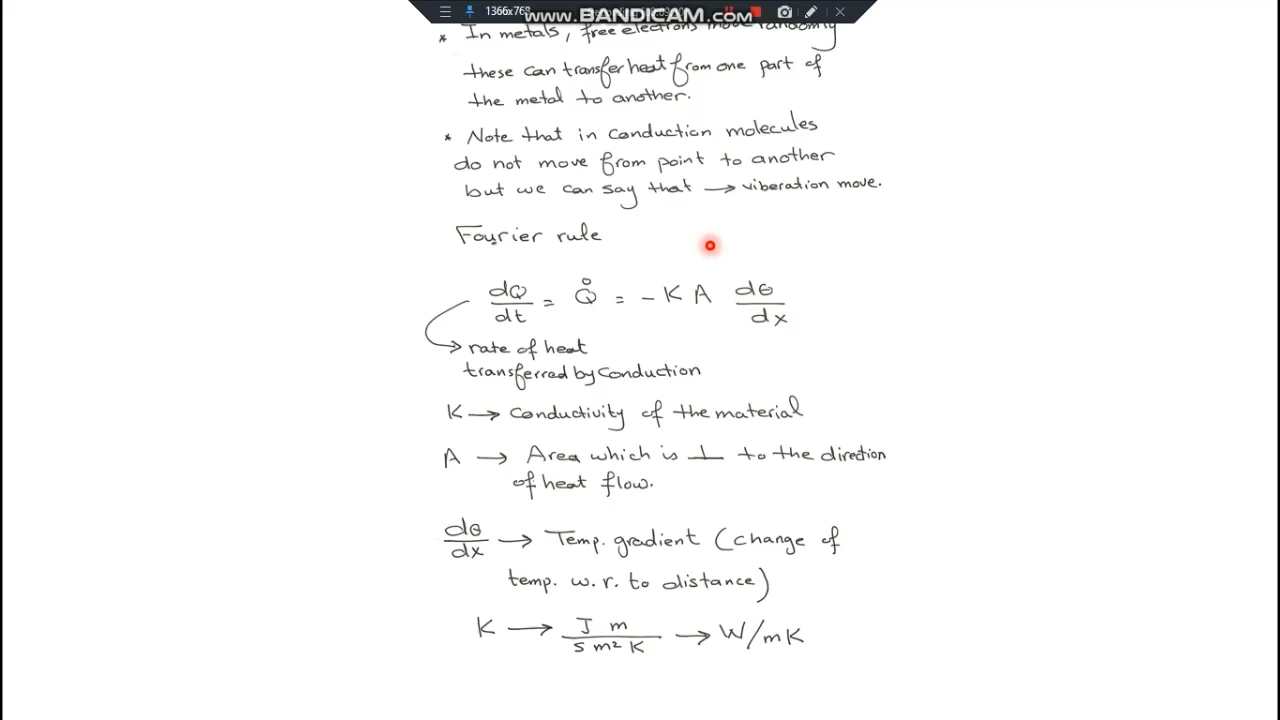 1366x768
www.BANDICAM.com
* In metals, free electrons move randomly
these can transfer heat from one part of
the metal to another.
* Note that in conduction molecules
do not move from point to another
but we can say that → viberation move.
Fourier rule
dQ/dt = Q̊ = - K A dθ/dx
→ rate of heat
transferred by Conduction
K → Conductivity of the material
A → Area which is ⊥ to the direction
of heat flow.
dθ/dx → Temp. gradient (change of
temp. w. r. to distance)
K → J m / s m² K → W/mK